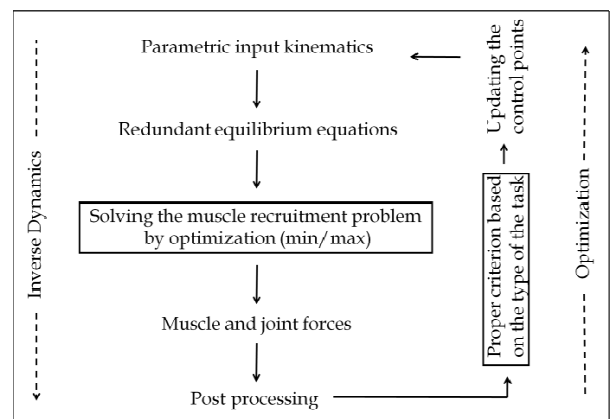 Parametric input kinematics
Redundant equilibrium equations
Solving the muscle recruitment problem
by optimization (min/max)
Muscle and joint forces
Post processing
Inverse Dynamics
Proper criterion based
on the type of the task
Updating the
control points
Optimization